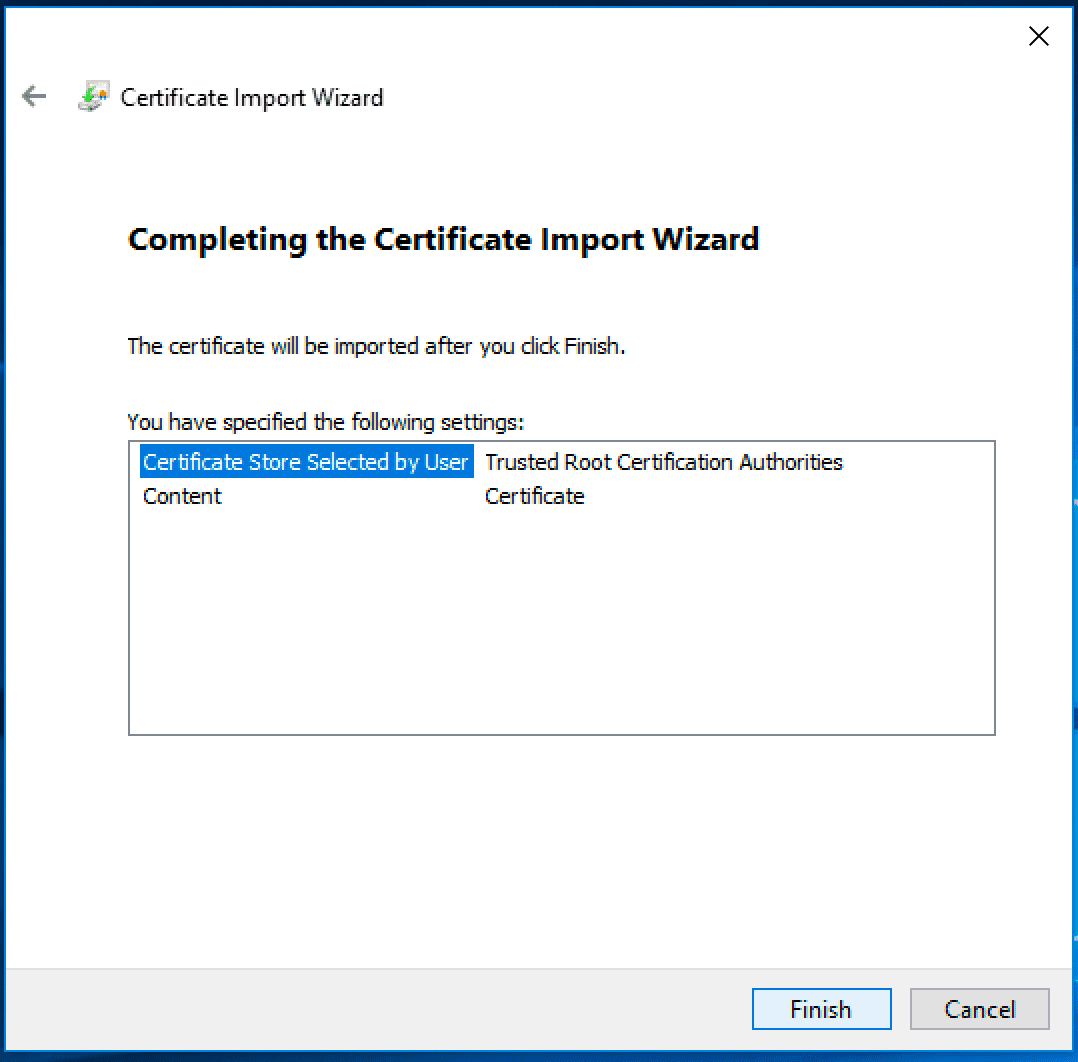 Certificate Import Wizard
Completing the Certificate Import Wizard
The certificate will be imported after you click Finish.
You have specified the following settings:
Certificate Store Selected by User Trusted Root Certification Authorities
Content Certificate
Finish Cancel